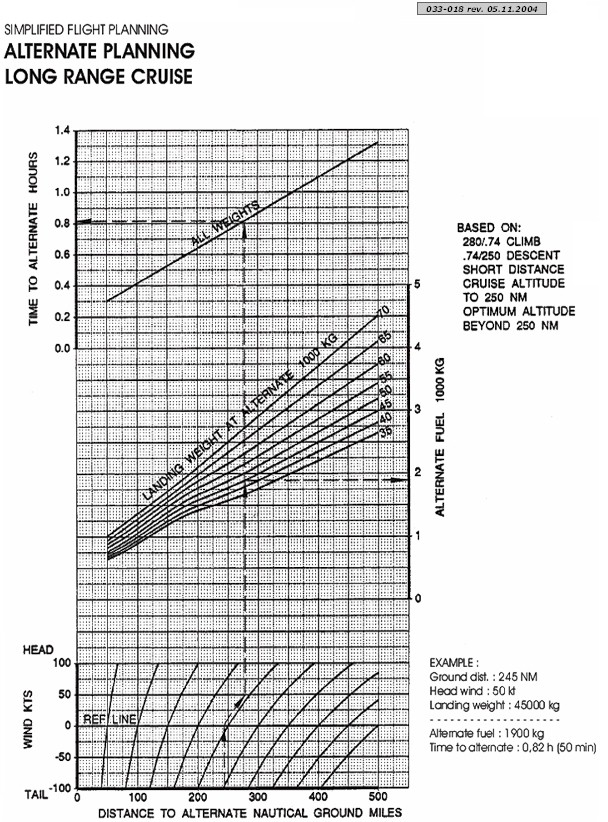 033-018 rev. 05.11.2004
SIMPLIFIED FLIGHT PLANNING
ALTERNATE PLANNING
LONG RANGE CRUISE
TIME TO ALTERNATE HOURS
1.4
1.2
1.0
0.8
0.6
0.4
0.2
0.0
ALL WEIGHTS
BASED ON:
280/.74 CLIMB
.74/250 DESCENT
SHORT DISTANCE
CRUISE ALTITUDE
TO 250 NM
OPTIMUM ALTITUDE
BEYOND 250 NM
LANDING WEIGHT AT ALTERNATE 1000 KG
70
65
60
55
50
45
40
35
5
4
3
2
1
0
ALTERNATE FUEL 1000 KG
HEAD
WIND KTS
100
50
0
-50
-100
TAIL
REF LINE
0 100 200 300 400 500
DISTANCE TO ALTERNATE NAUTICAL GROUND MILES
EXAMPLE :
Ground dist. : 245 NM
Head wind : 50 kt
Landing weight : 45000 kg
- - - - - - - - - - - - - - - - - - - -
Alternate fuel : 1900 kg
Time to alternate : 0,82 h (50 min)